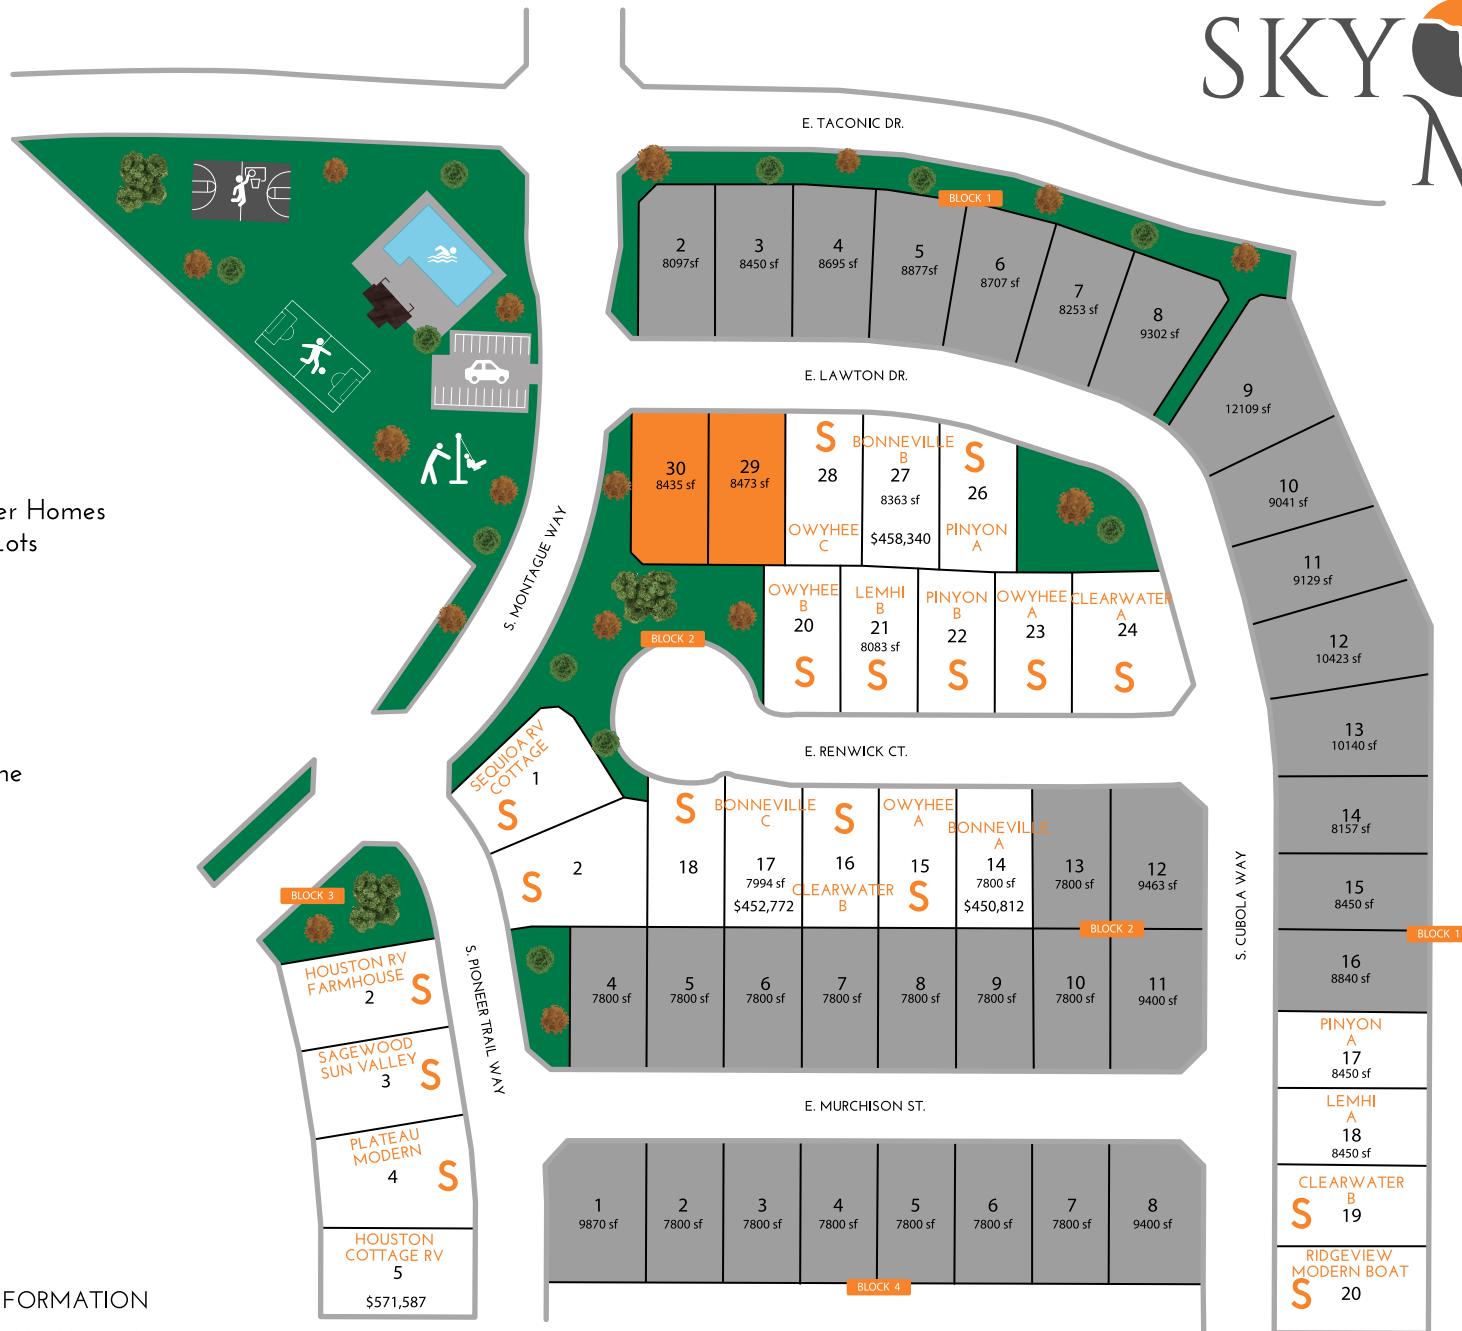 SKY
E. TACONIC DR.
BLOCK 1
2
8097sf
3
8450 sf
4
8695 sf
5
8877sf
6
8707 sf
7
8253 sf
8
9302 sf
9
12109 sf
10
9041 sf
11
9129 sf
12
10423 sf
13
10140 sf
14
8157 sf
15
8450 sf
BLOCK 1
16
8840 sf
PINYON
A
17
8450 sf
LEMHI
A
18
8450 sf
CLEARWATER
B
S
19
RIDGEVIEW
MODERN BOAT
S
20
E. LAWTON DR.
30
8435 sf
29
8473 sf
S
28
OWYHEE
C
BONNEVILLE
B
27
8363 sf
$458,340
S
26
PINYON
A
OWYHEE
B
20
S
LEMHI
B
21
8083 sf
S
PINYON
B
22
S
OWYHEE
A
23
S
CLEARWATER
A
24
S
BLOCK 2
S. MONTAGUE WAY
E. RENWICK CT.
SEQUIOA RV
COTTAGE
1
S
2
S
S
18
BONNEVILLE
C
17
7994 sf
$452,772
S
16
CLEARWATER
B
OWYHEE
A
15
S
BONNEVILLE
A
14
7800 sf
$450,812
13
7800 sf
12
9463 sf
BLOCK 2
4
7800 sf
5
7800 sf
6
7800 sf
7
7800 sf
8
7800 sf
9
7800 sf
10
7800 sf
11
9400 sf
S. CUBOLA WAY
S. PIONEER TRAIL WAY
BLOCK 3
HOUSTON RV
FARMHOUSE
2
S
SAGEWOOD
SUN VALLEY
3
S
PLATEAU
MODERN
4
S
HOUSTON
COTTAGE RV
5
$571,587
E. MURCHISON ST.
1
9870 sf
2
7800 sf
3
7800 sf
4
7800 sf
5
7800 sf
6
7800 sf
7
7800 sf
8
9400 sf
BLOCK 4
er Homes
Lots
ne
FORMATION